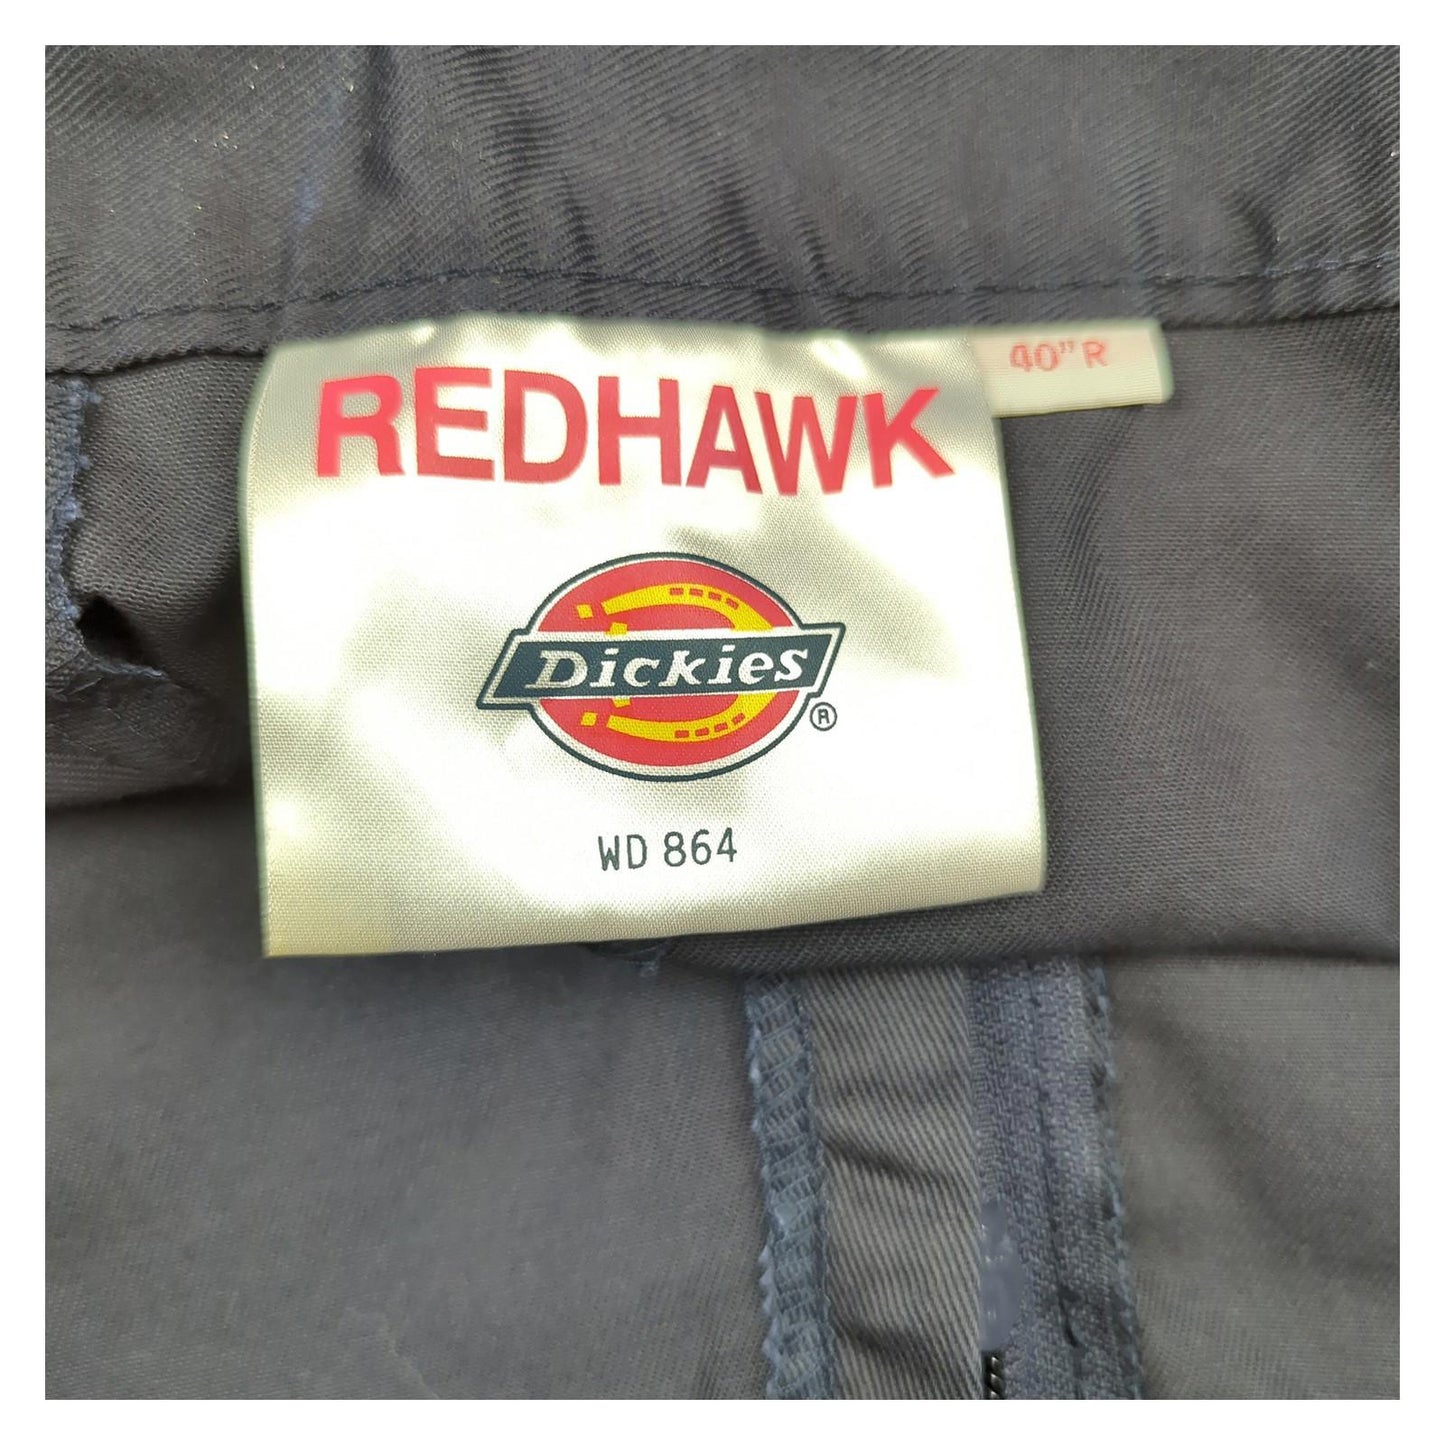 REDHAWK
40" R
Dickies
®
WD 864